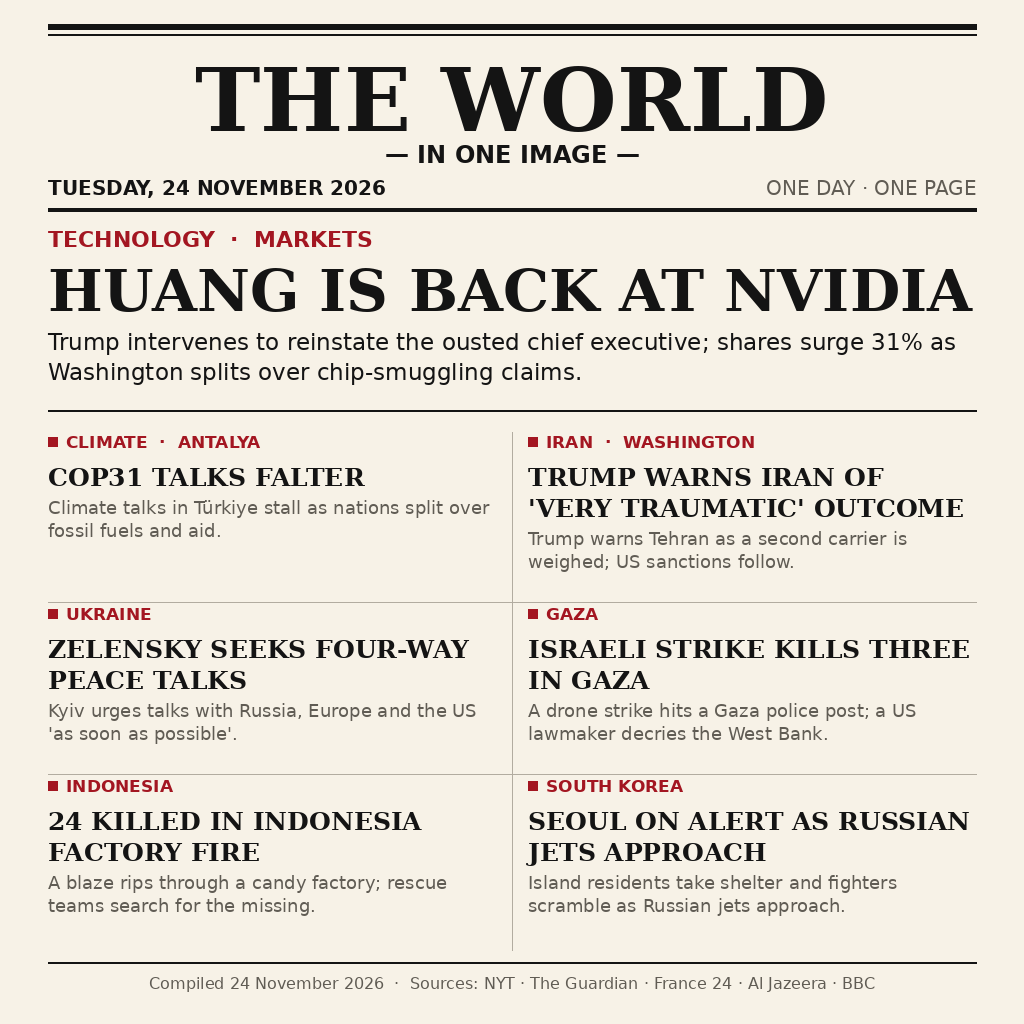 THE WORLD
— IN ONE IMAGE —
TUESDAY, 24 NOVEMBER 2026
ONE DAY · ONE PAGE
TECHNOLOGY · MARKETS
HUANG IS BACK AT NVIDIA
Trump intervenes to reinstate the ousted chief executive; shares surge 31% as
Washington splits over chip-smuggling claims.
CLIMATE · ANTALYA
COP31 TALKS FALTER
Climate talks in Türkiye stall as nations split over
fossil fuels and aid.
IRAN · WASHINGTON
TRUMP WARNS IRAN OF
'VERY TRAUMATIC' OUTCOME
Trump warns Tehran as a second carrier is
weighed; US sanctions follow.
UKRAINE
ZELENSKY SEEKS FOUR-WAY
PEACE TALKS
Kyiv urges talks with Russia, Europe and the US
'as soon as possible'.
GAZA
ISRAELI STRIKE KILLS THREE
IN GAZA
A drone strike hits a Gaza police post; a US
lawmaker decries the West Bank.
INDONESIA
24 KILLED IN INDONESIA
FACTORY FIRE
A blaze rips through a candy factory; rescue
teams search for the missing.
SOUTH KOREA
SEOUL ON ALERT AS RUSSIAN
JETS APPROACH
Island residents take shelter and fighters
scramble as Russian jets approach.
Compiled 24 November 2026 · Sources: NYT · The Guardian · France 24 · Al Jazeera · BBC